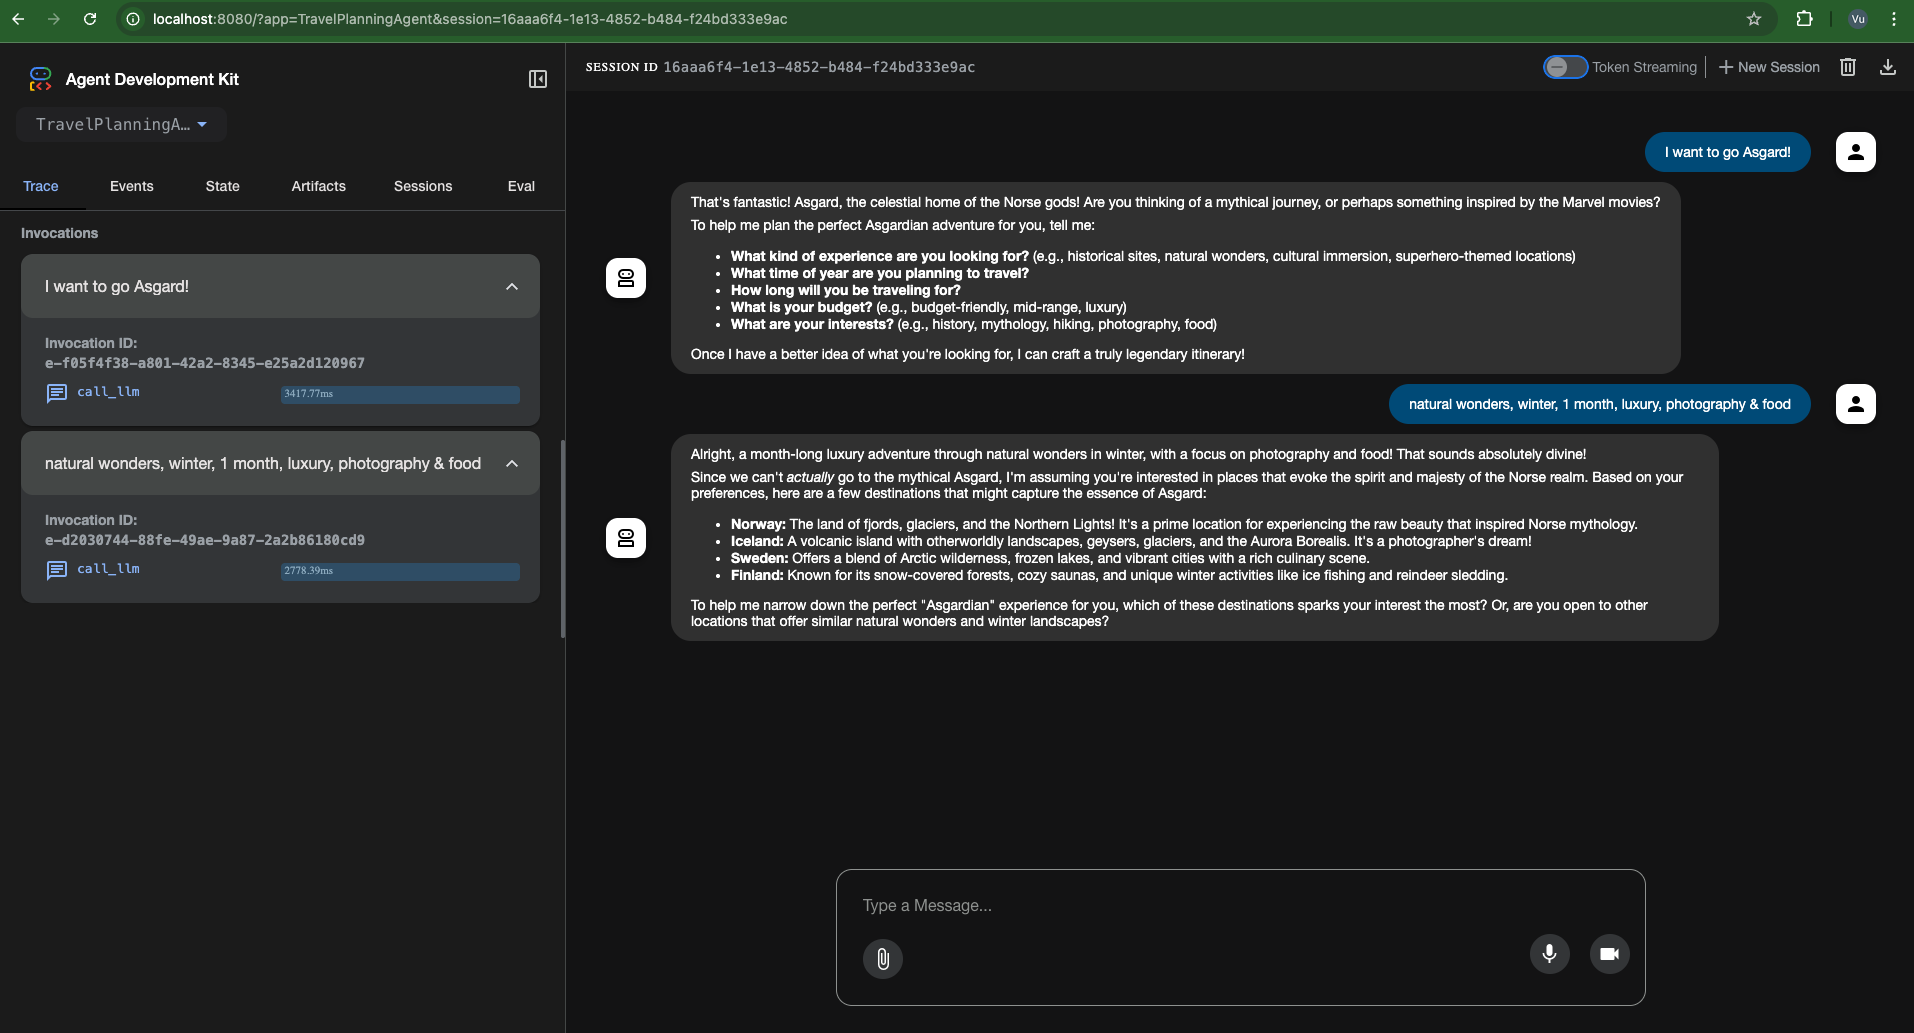 localhost:8080/?app=TravelPlanningAgent&session=16aaa6f4-1e13-4852-b484-f24bd333e9ac
Vu
Agent Development Kit
TravelPlanningA…
Trace Events State Artifacts Sessions Eval
Invocations
I want to go Asgard!
Invocation ID:
e-f05f4f38-a801-42a2-8345-e25a2d120967
call_llm 3417.77ms
natural wonders, winter, 1 month, luxury, photography & food
Invocation ID:
e-d2030744-88fe-49ae-9a87-2a2b86180cd9
call_llm 2778.39ms
SESSION ID 16aaa6f4-1e13-4852-b484-f24bd333e9ac
Token Streaming
New Session
I want to go Asgard!
That's fantastic! Asgard, the celestial home of the Norse gods! Are you thinking of a mythical journey, or perhaps something inspired by the Marvel movies?
To help me plan the perfect Asgardian adventure for you, tell me:
• What kind of experience are you looking for? (e.g., historical sites, natural wonders, cultural immersion, superhero-themed locations)
• What time of year are you planning to travel?
• How long will you be traveling for?
• What is your budget? (e.g., budget-friendly, mid-range, luxury)
• What are your interests? (e.g., history, mythology, hiking, photography, food)
Once I have a better idea of what you're looking for, I can craft a truly legendary itinerary!
natural wonders, winter, 1 month, luxury, photography & food
Alright, a month-long luxury adventure through natural wonders in winter, with a focus on photography and food! That sounds absolutely divine!
Since we can't actually go to the mythical Asgard, I'm assuming you're interested in places that evoke the spirit and majesty of the Norse realm. Based on your
preferences, here are a few destinations that might capture the essence of Asgard:
• Norway: The land of fjords, glaciers, and the Northern Lights! It's a prime location for experiencing the raw beauty that inspired Norse mythology.
• Iceland: A volcanic island with otherworldly landscapes, geysers, glaciers, and the Aurora Borealis. It's a photographer's dream!
• Sweden: Offers a blend of Arctic wilderness, frozen lakes, and vibrant cities with a rich culinary scene.
• Finland: Known for its snow-covered forests, cozy saunas, and unique winter activities like ice fishing and reindeer sledding.
To help me narrow down the perfect "Asgardian" experience for you, which of these destinations sparks your interest the most? Or, are you open to other
locations that offer similar natural wonders and winter landscapes?
Type a Message...